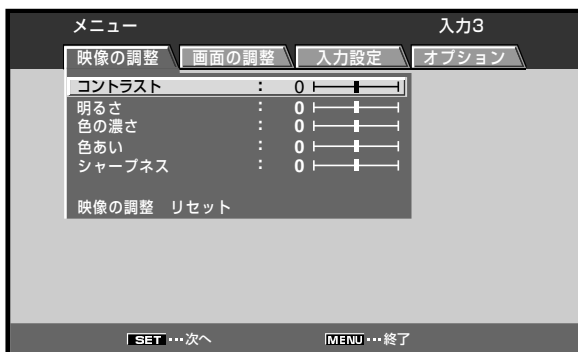 メニュー 入力3
映像の調整 画面の調整 入力設定 オプション
コントラスト : 0
明るさ : 0
色の濃さ : 0
色あい : 0
シャープネス : 0
映像の調整 リセット
SET…次へ MENU…終了